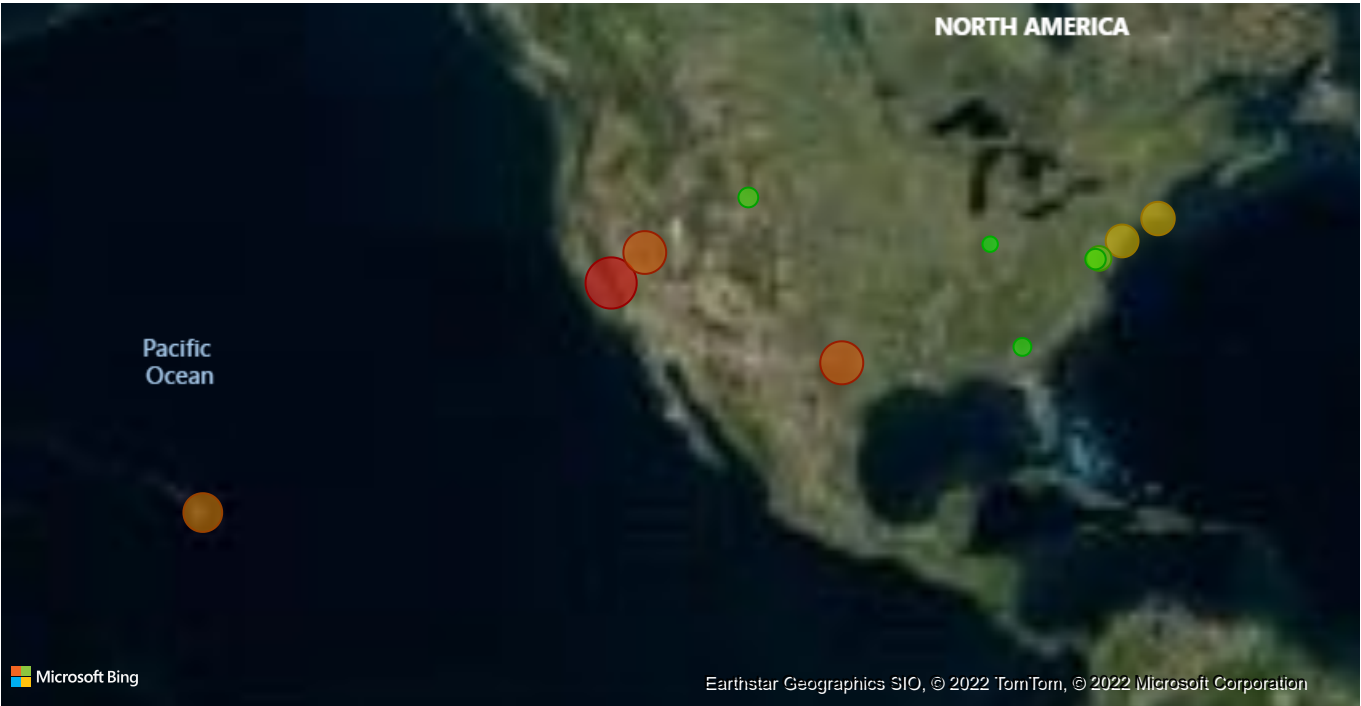 NORTH AMERICA
Pacific
Ocean
Microsoft Bing
Earthstar Geographics SIO, © 2022 TomTom, © 2022 Microsoft Corporation